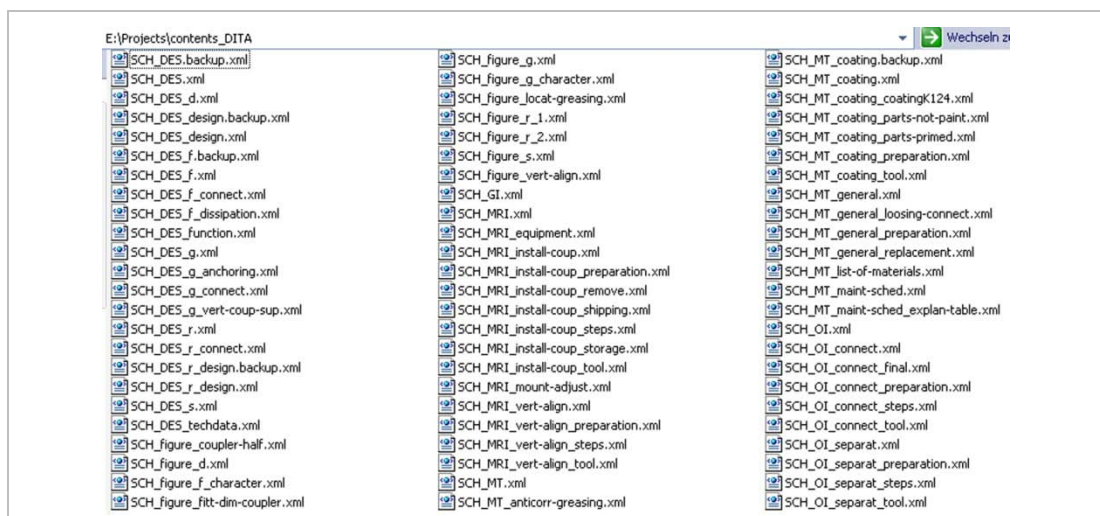 E:\Projects\contents_DITA
Wechseln
SCH_DES.backup.xml
SCH_DES.xml
SCH_DES_d.xml
SCH_DES_design.backup.xml
SCH_DES_design.xml
SCH_DES_f.backup.xml
SCH_DES_f.xml
SCH_DES_f_connect.xml
SCH_DES_f_dissipation.xml
SCH_DES_function.xml
SCH_DES_g.xml
SCH_DES_g_anchoring.xml
SCH_DES_g_connect.xml
SCH_DES_g_vert-coup-sup.xml
SCH_DES_r.xml
SCH_DES_r_connect.xml
SCH_DES_r_design.backup.xml
SCH_DES_r_design.xml
SCH_DES_s.xml
SCH_DES_techdata.xml
SCH_figure_coupler-half.xml
SCH_figure_d.xml
SCH_figure_f_character.xml
SCH_figure_fitt-dim-coupler.xml
SCH_figure_g.xml
SCH_figure_g_character.xml
SCH_figure_locat-greasing.xml
SCH_figure_r_1.xml
SCH_figure_r_2.xml
SCH_figure_s.xml
SCH_figure_vert-align.xml
SCH_GI.xml
SCH_MRI.xml
SCH_MRI_equipment.xml
SCH_MRI_install-coup.xml
SCH_MRI_install-coup_preparation.xml
SCH_MRI_install-coup_remove.xml
SCH_MRI_install-coup_shipping.xml
SCH_MRI_install-coup_steps.xml
SCH_MRI_install-coup_storage.xml
SCH_MRI_install-coup_tool.xml
SCH_MRI_mount-adjust.xml
SCH_MRI_vert-align.xml
SCH_MRI_vert-align_preparation.xml
SCH_MRI_vert-align_steps.xml
SCH_MRI_vert-align_tool.xml
SCH_MT.xml
SCH_MT_anticorr-greasing.xml
SCH_MT_coating.backup.xml
SCH_MT_coating.xml
SCH_MT_coating_coatingK124.xml
SCH_MT_coating_parts-not-paint.xml
SCH_MT_coating_parts-primed.xml
SCH_MT_coating_preparation.xml
SCH_MT_coating_tool.xml
SCH_MT_general.xml
SCH_MT_general_loosing-connect.xml
SCH_MT_general_preparation.xml
SCH_MT_general_replacement.xml
SCH_MT_list-of-materials.xml
SCH_MT_maint-sched.xml
SCH_MT_maint-sched_explan-table.xml
SCH_OI.xml
SCH_OI_connect.xml
SCH_OI_connect_final.xml
SCH_OI_connect_preparation.xml
SCH_OI_connect_steps.xml
SCH_OI_connect_tool.xml
SCH_OI_separat.xml
SCH_OI_separat_preparation.xml
SCH_OI_separat_steps.xml
SCH_OI_separat_tool.xml